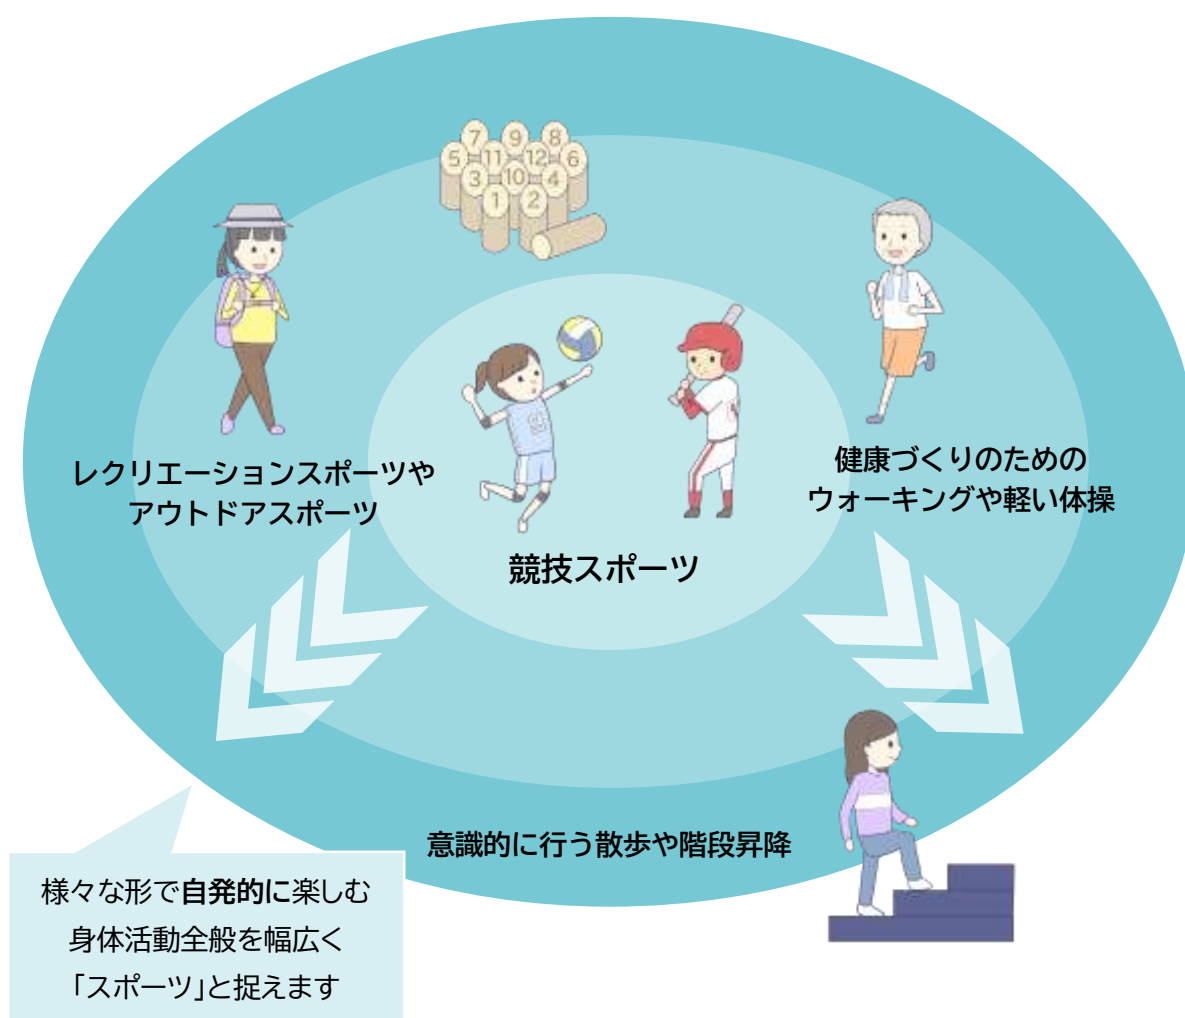 7 9 8
5 11 12 6
3 10 4
1 2
レクリエーションスポーツや
アウトドアスポーツ
健康づくりのための
ウォーキングや軽い体操
競技スポーツ
意識的に行う散歩や階段昇降
様々な形で自発的に楽しむ
身体活動全般を幅広く
「スポーツ」と捉えます